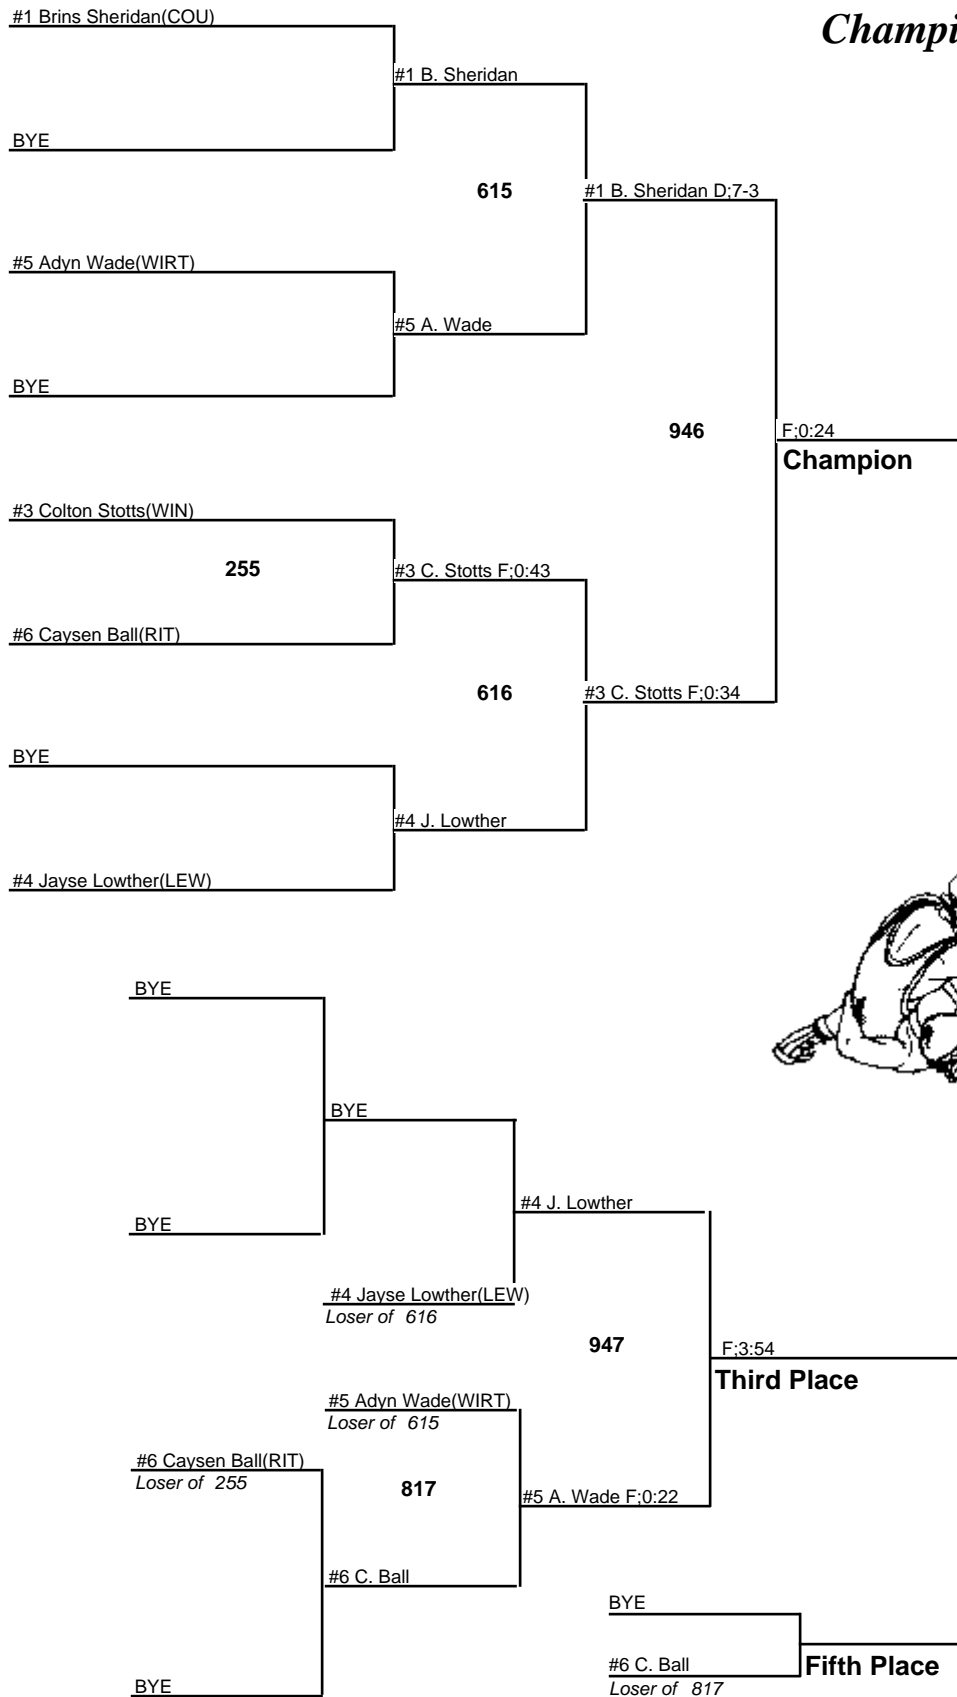 #1 Brins Sheridan(COU)
Champi
#1 B. Sheridan
BYE
615
#1 B. Sheridan D;7-3
#5 Adyn Wade(WIRT)
#5 A. Wade
BYE
946
F;0:24
Champion
#3 Colton Stotts(WIN)
255
#3 C. Stotts F;0:43
#6 Caysen Ball(RIT)
616
#3 C. Stotts F;0:34
BYE
#4 J. Lowther
#4 Jayse Lowther(LEW)
BYE
BYE
#4 J. Lowther
BYE
#4 Jayse Lowther(LEW)
Loser of 616
947
F;3:54
Third Place
#5 Adyn Wade(WIRT)
Loser of 615
#6 Caysen Ball(RIT)
Loser of 255
817
#5 A. Wade F;0:22
#6 C. Ball
BYE
#6 C. Ball
Fifth Place
Loser of 817
BYE